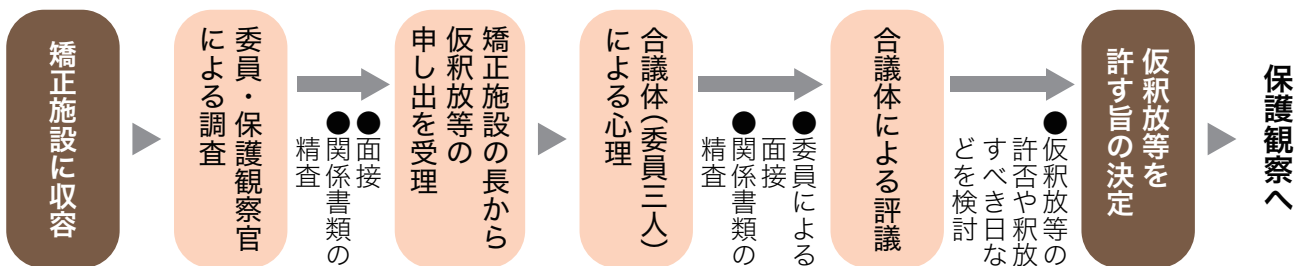 矯正施設に収容
委員・保護観察官
による調査
●面接
●関係書類の
精査
矯正施設の長から
仮釈放等の
申し出を受理
合議体（委員三人）
による心理
●委員による
面接
●関係書類の
精査
合議体による評議
●仮釈放等の
許否や釈放
すべき日な
どを検討
仮釈放等を
許す旨の決定
保護観察へ